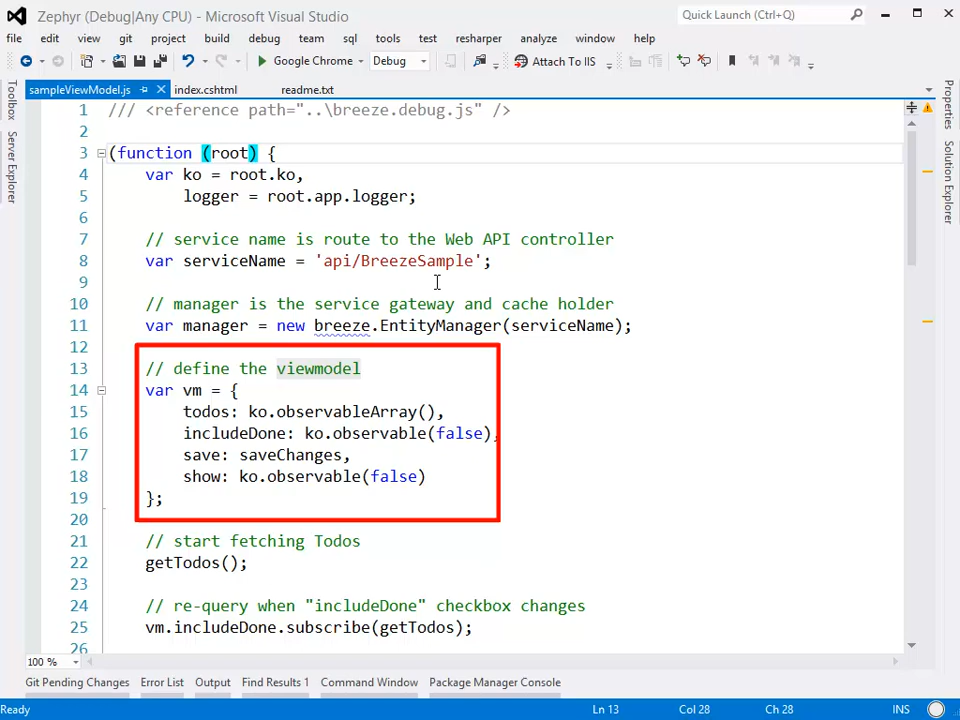 Zephyr (Debug|Any CPU) - Microsoft Visual Studio
Quick Launch (Ctrl+Q)
file edit view git project build debug team sql tools test resharper analyze window help
Google Chrome Debug Attach To IIS
sampleViewModel.js index.cshtml readme.txt
Toolbox
Server Explorer
Properties
Solution Explorer
1 /// <reference path="..\breeze.debug.js" />
2
3 (function (root) {
4 var ko = root.ko,
5 logger = root.app.logger;
6
7 // service name is route to the Web API controller
8 var serviceName = 'api/BreezeSample';
9
10 // manager is the service gateway and cache holder
11 var manager = new breeze.EntityManager(serviceName);
12
13 // define the viewmodel
14 var vm = {
15 todos: ko.observableArray(),
16 includeDone: ko.observable(false),
17 save: saveChanges,
18 show: ko.observable(false)
19 };
20
21 // start fetching Todos
22 getTodos();
23
24 // re-query when "includeDone" checkbox changes
25 vm.includeDone.subscribe(getTodos);
26
100 %
Git Pending Changes Error List Output Find Results 1 Command Window Package Manager Console
Ready Ln 13 Col 28 Ch 28 INS